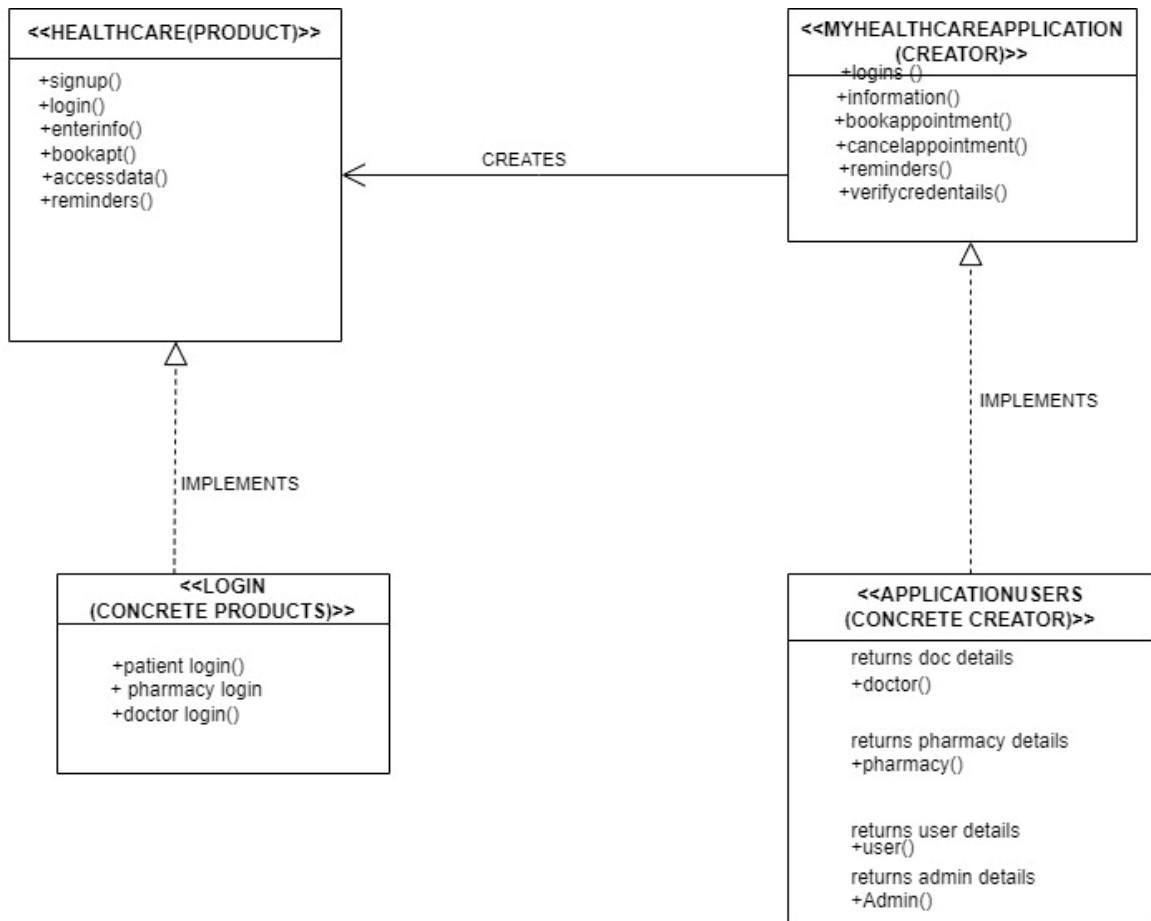 <<HEALTHCARE(PRODUCT)>>
+signup()
+login()
+enterinfo()
+bookapt()
+accessdata()
+reminders()
CREATES
<<MYHEALTHCAREAPPLICATION
(CREATOR)>>
+logins ()
+information()
+bookappointment()
+cancelappointment()
+reminders()
+verifycredentails()
IMPLEMENTS
IMPLEMENTS
<<LOGIN
(CONCRETE PRODUCTS)>>
+patient login()
+ pharmacy login
+doctor login()
<<APPLICATIONUSERS
(CONCRETE CREATOR)>>
returns doc details
+doctor()
returns pharmacy details
+pharmacy()
returns user details
+user()
returns admin details
+Admin()